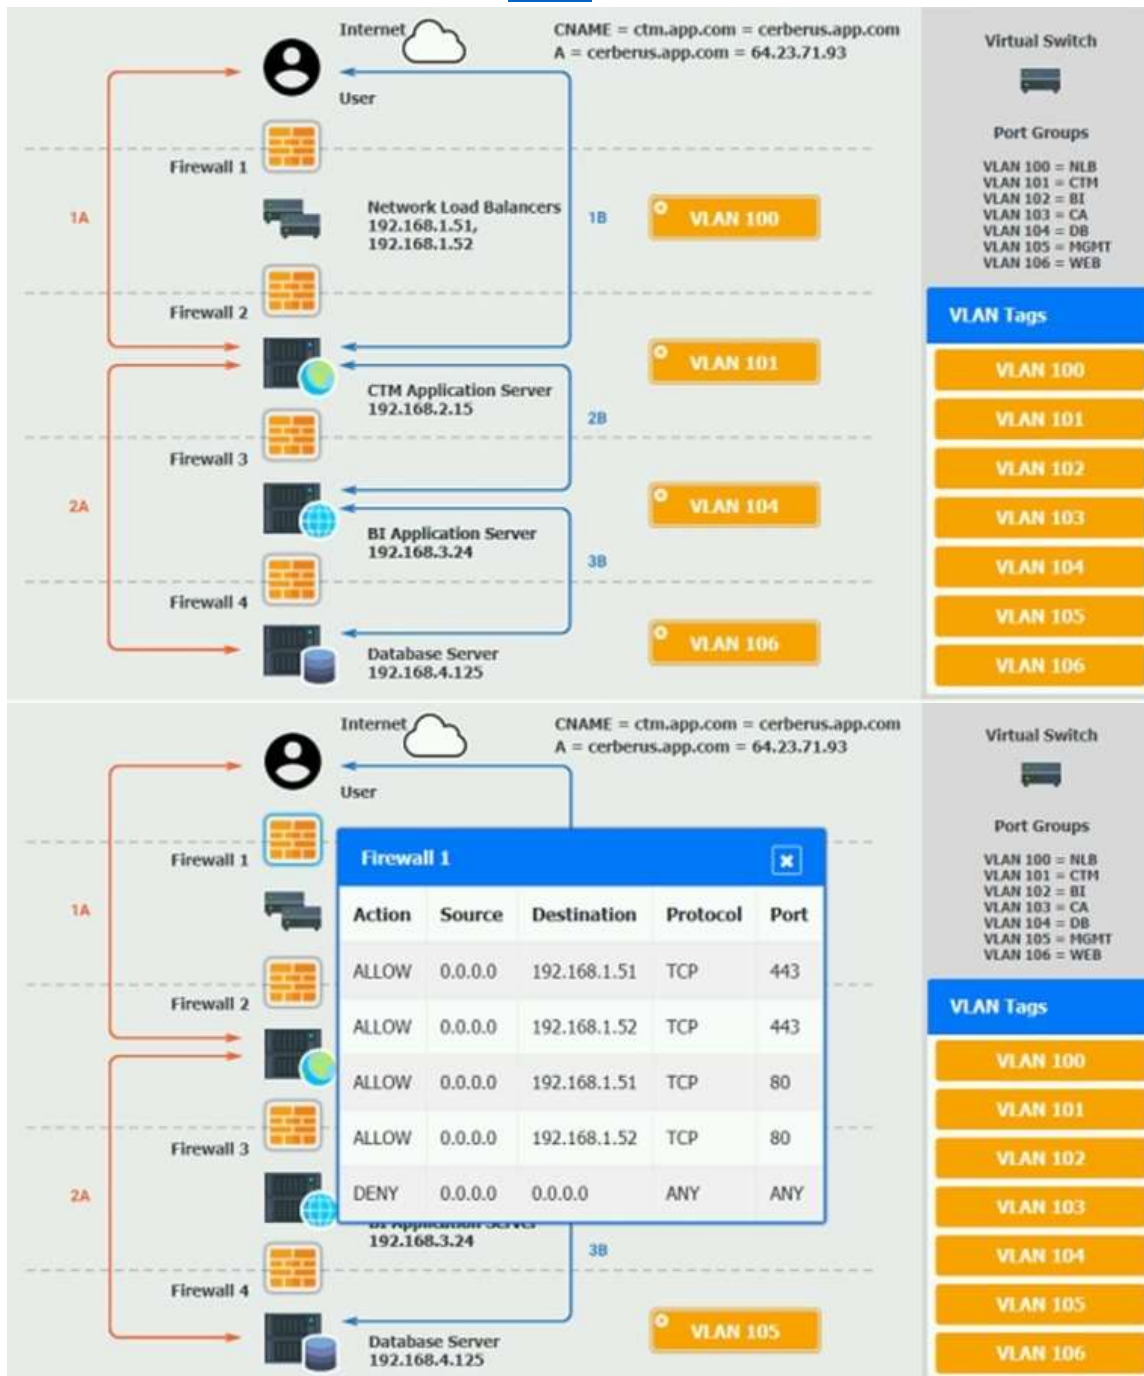 Internet
CNAME = ctm.app.com = cerberus.app.com
A = cerberus.app.com = 64.23.71.93
User
Firewall 1
1A
Network Load Balancers
192.168.1.51,
192.168.1.52
1B
VLAN 100
Firewall 2
CTM Application Server
192.168.2.15
VLAN 101
2B
Firewall 3
2A
BI Application Server
192.168.3.24
VLAN 104
3B
Firewall 4
Database Server
192.168.4.125
VLAN 106
Virtual Switch
Port Groups
VLAN 100 = NLB
VLAN 101 = CTM
VLAN 102 = BI
VLAN 103 = CA
VLAN 104 = DB
VLAN 105 = MGMT
VLAN 106 = WEB
VLAN Tags
VLAN 100
VLAN 101
VLAN 102
VLAN 103
VLAN 104
VLAN 105
VLAN 106
Internet
CNAME = ctm.app.com = cerberus.app.com
A = cerberus.app.com = 64.23.71.93
User
Firewall 1
1A
Firewall 2
Firewall 3
2A
Firewall 1
Action Source Destination Protocol Port
ALLOW 0.0.0.0 192.168.1.51 TCP 443
ALLOW 0.0.0.0 192.168.1.52 TCP 443
ALLOW 0.0.0.0 192.168.1.51 TCP 80
ALLOW 0.0.0.0 192.168.1.52 TCP 80
DENY 0.0.0.0 0.0.0.0 ANY ANY
BI Application Server
192.168.3.24
3B
Firewall 4
Database Server
192.168.4.125
VLAN 105
Virtual Switch
Port Groups
VLAN 100 = NLB
VLAN 101 = CTM
VLAN 102 = BI
VLAN 103 = CA
VLAN 104 = DB
VLAN 105 = MGMT
VLAN 106 = WEB
VLAN Tags
VLAN 100
VLAN 101
VLAN 102
VLAN 103
VLAN 104
VLAN 105
VLAN 106